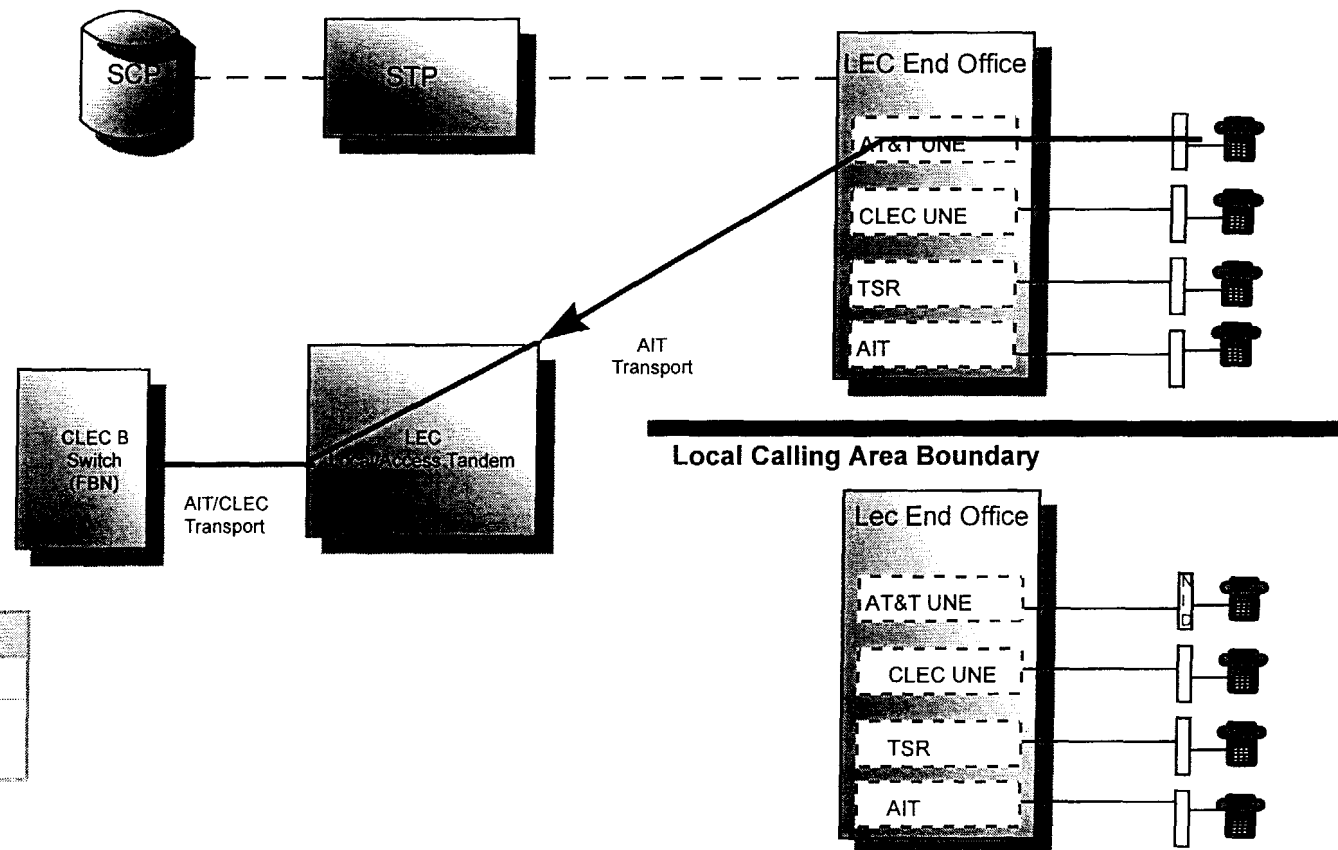 SCP
STP
LEC End Office
AT&T UNE
CLEC UNE
TSR
AIT
AIT
Transport
CLEC B
Switch
(FBN)
LEC
Local/Access Tandem
AIT/CLEC
Transport
Local Calling Area Boundary
Lec End Office
AT&T UNE
NID
CLEC UNE
TSR
AIT